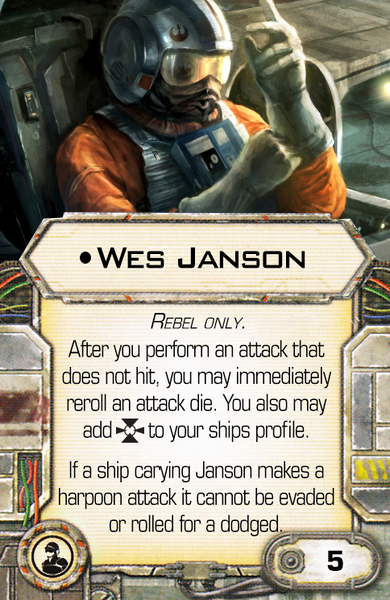 •Wes Janson
Rebel only.
After you perform an attack that
does not hit, you may immediately
reroll an attack die. You also may
add to your ships profile.
If a ship carying Janson makes a
harpoon attack it cannot be evaded
or rolled for a dodged.
5